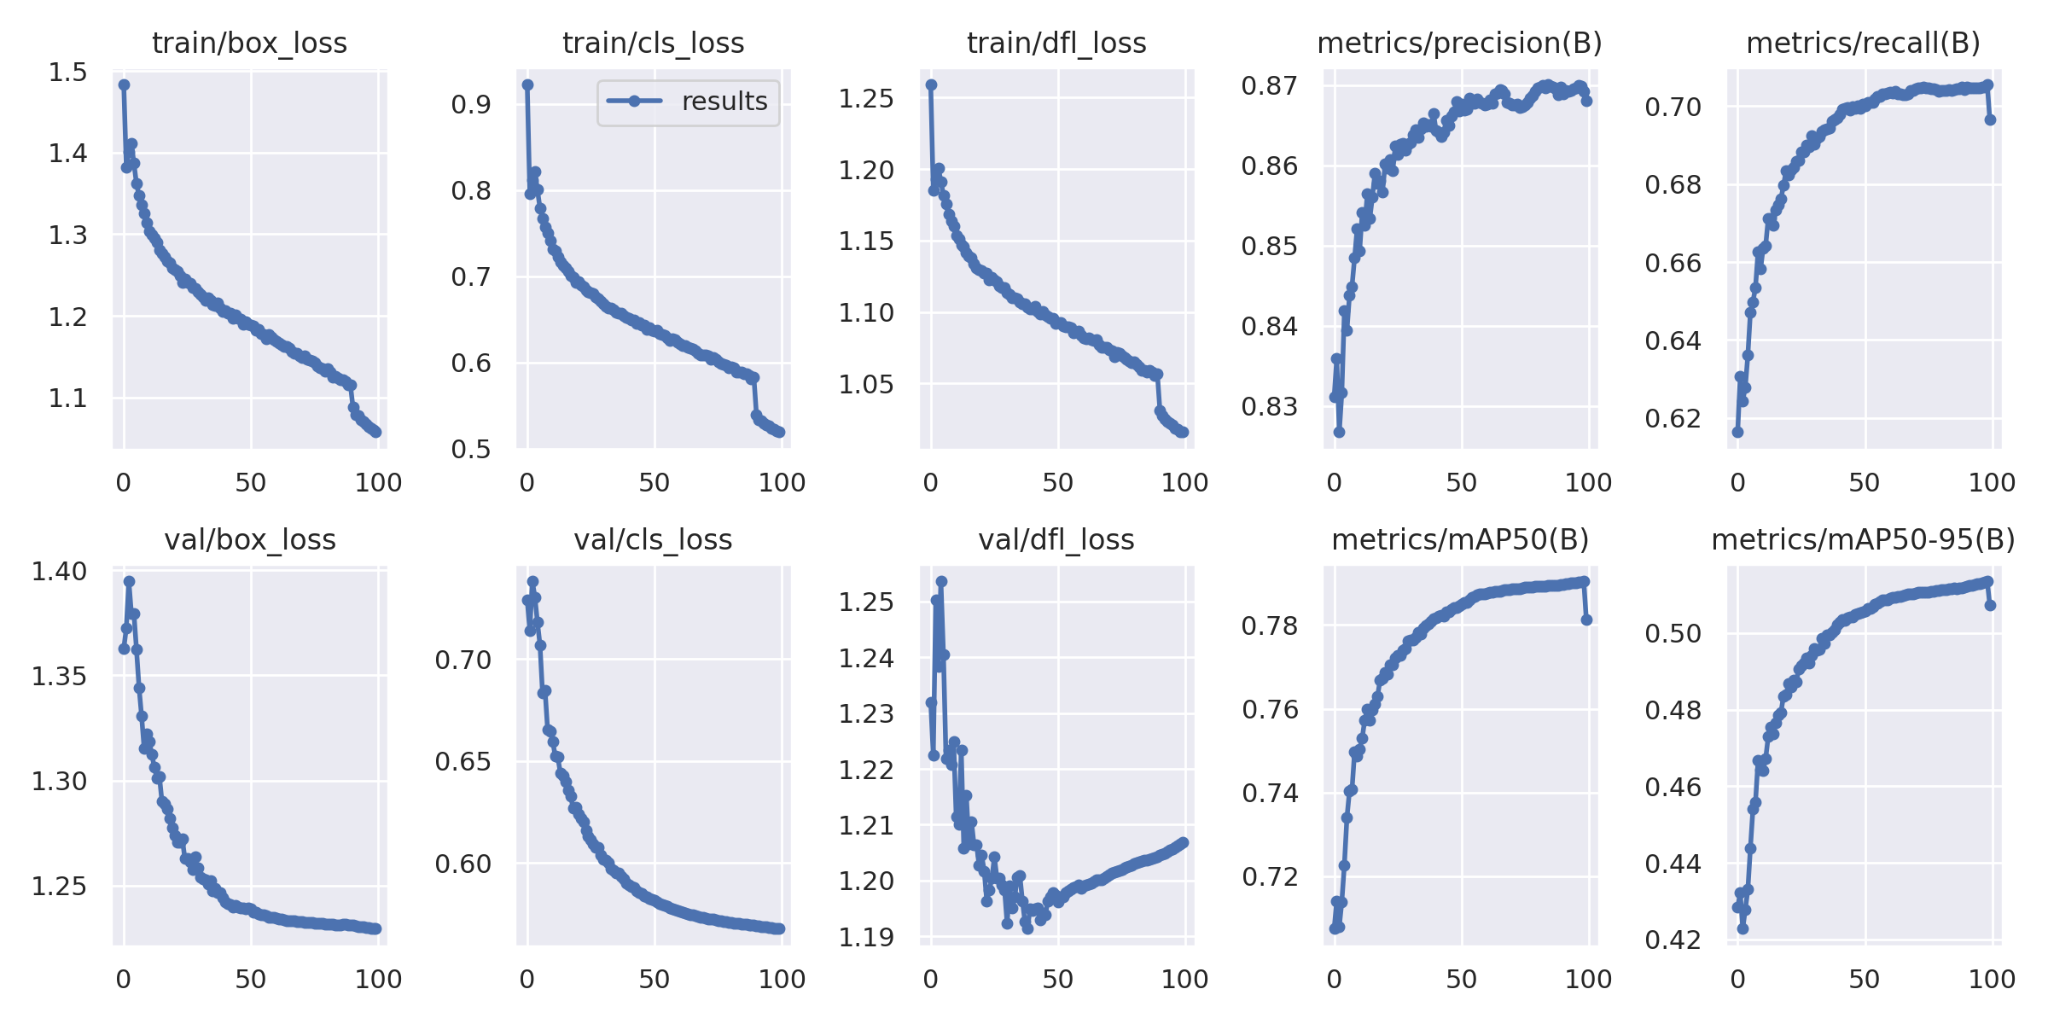 train/box_loss
train/cls_loss
train/dfl_loss
metrics/precision(B)
metrics/recall(B)
1.5
1.4
1.3
1.2
1.1
0 50 100
0.9
0.8
0.7
0.6
0.5
results
0 50 100
1.25
1.20
1.15
1.10
1.05
0 50 100
0.87
0.86
0.85
0.84
0.83
0 50 100
0.70
0.68
0.66
0.64
0.62
0 50 100
val/box_loss
val/cls_loss
val/dfl_loss
metrics/mAP50(B)
metrics/mAP50-95(B)
1.40
1.35
1.30
1.25
0 50 100
0.70
0.65
0.60
0 50 100
1.25
1.24
1.23
1.22
1.21
1.20
1.19
0 50 100
0.78
0.76
0.74
0.72
0 50 100
0.50
0.48
0.46
0.44
0.42
0 50 100